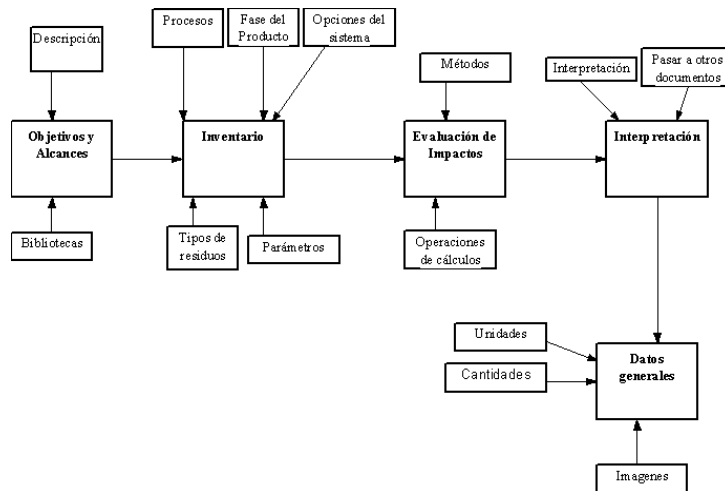 Procesos
Fase del
Producto
Opciones del
sistema
Descripción
Métodos
Interpretación
Pasar a otros
documentos
Objetivos y
Alcances
Inventario
Evaluación de
Impactos
Interpretación
Bibliotecas
Tipos de
residuos
Parámetros
Operaciones
de cálculos
Unidades
Cantidades
Datos
generales
Imagenes